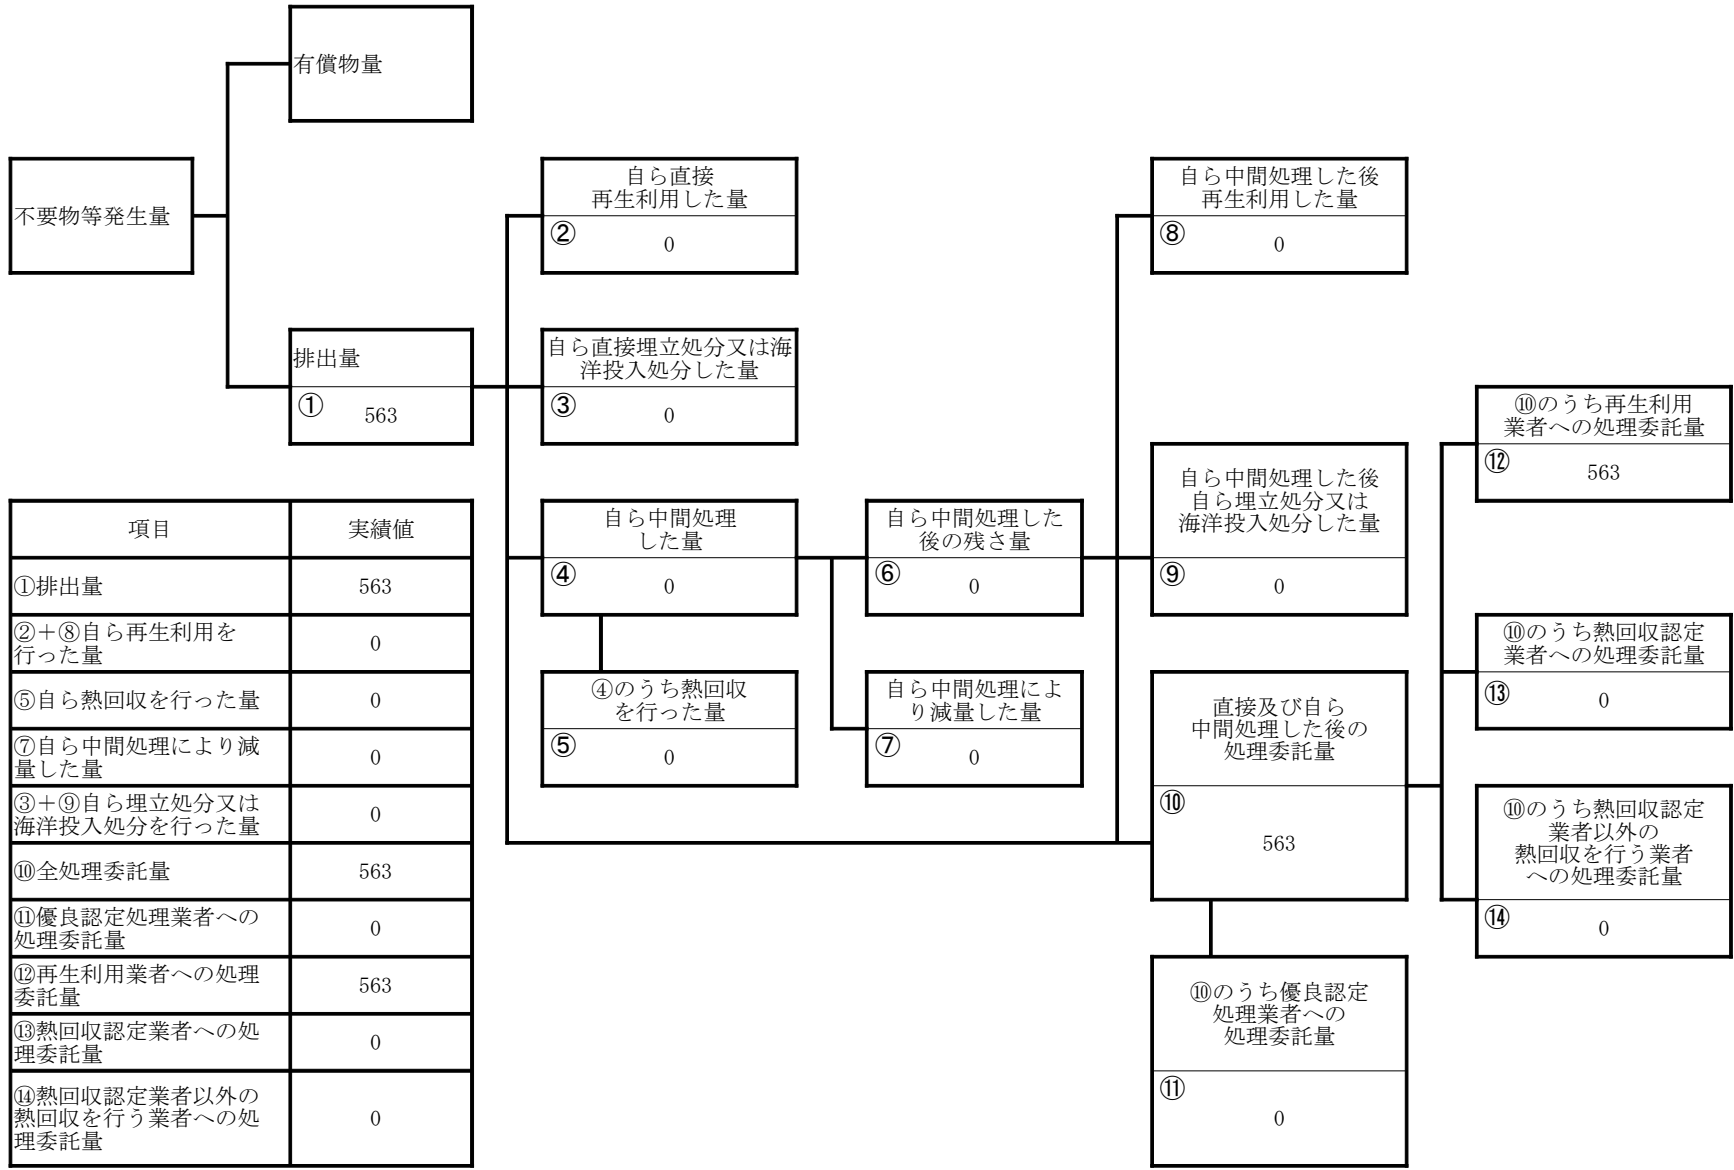 有償物量
不要物等発生量
排出量
①
563
自ら直接
再生利用した量
②
0
自ら直接埋立処分又は海
洋投入処分した量
③
0
自ら中間処理
した量
④
0
④のうち熱回収
を行った量
⑤
0
自ら中間処理した
後の残さ量
⑥
0
自ら中間処理によ
り減量した量
⑦
0
自ら中間処理した後
再生利用した量
⑧
0
自ら中間処理した後
自ら埋立処分又は
海洋投入処分した量
⑨
0
直接及び自ら
中間処理した後の
処理委託量
⑩
563
⑩のうち優良認定
処理業者への
処理委託量
⑪
0
⑩のうち再生利用
業者への処理委託量
⑫
563
⑩のうち熱回収認定
業者への処理委託量
⑬
0
⑩のうち熱回収認定
業者以外の
熱回収を行う業者
への処理委託量
⑭
0
項目 実績値
①排出量 563
②+⑧自ら再生利用を
行った量 0
⑤自ら熱回収を行った量 0
⑦自ら中間処理により減
量した量 0
③+⑨自ら埋立処分又は
海洋投入処分を行った量 0
⑩全処理委託量 563
⑪優良認定処理業者への
処理委託量 0
⑫再生利用業者への処理
委託量 563
⑬熱回収認定業者への処
理委託量 0
⑭熱回収認定業者以外の
熱回収を行う業者への処
理委託量 0